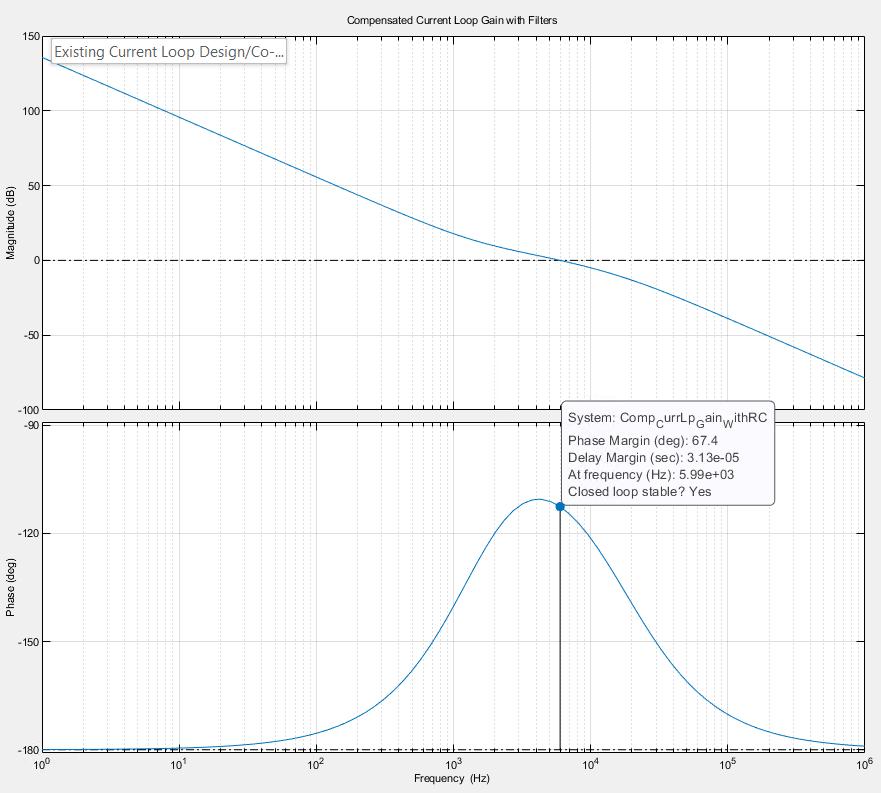 Compensated Current Loop Gain with Filters
Existing Current Loop Design/Co-...
150
100
50
0
-50
-100
Magnitude (dB)
System: Comp_CurrLp_Gain_WithRC
Phase Margin (deg): 67.4
Delay Margin (sec): 3.13e-05
At frequency (Hz): 5.99e+03
Closed loop stable? Yes
-90
-120
-150
-180
Phase (deg)
10^0 10^1 10^2 10^3 10^4 10^5 10^6
Frequency (Hz)